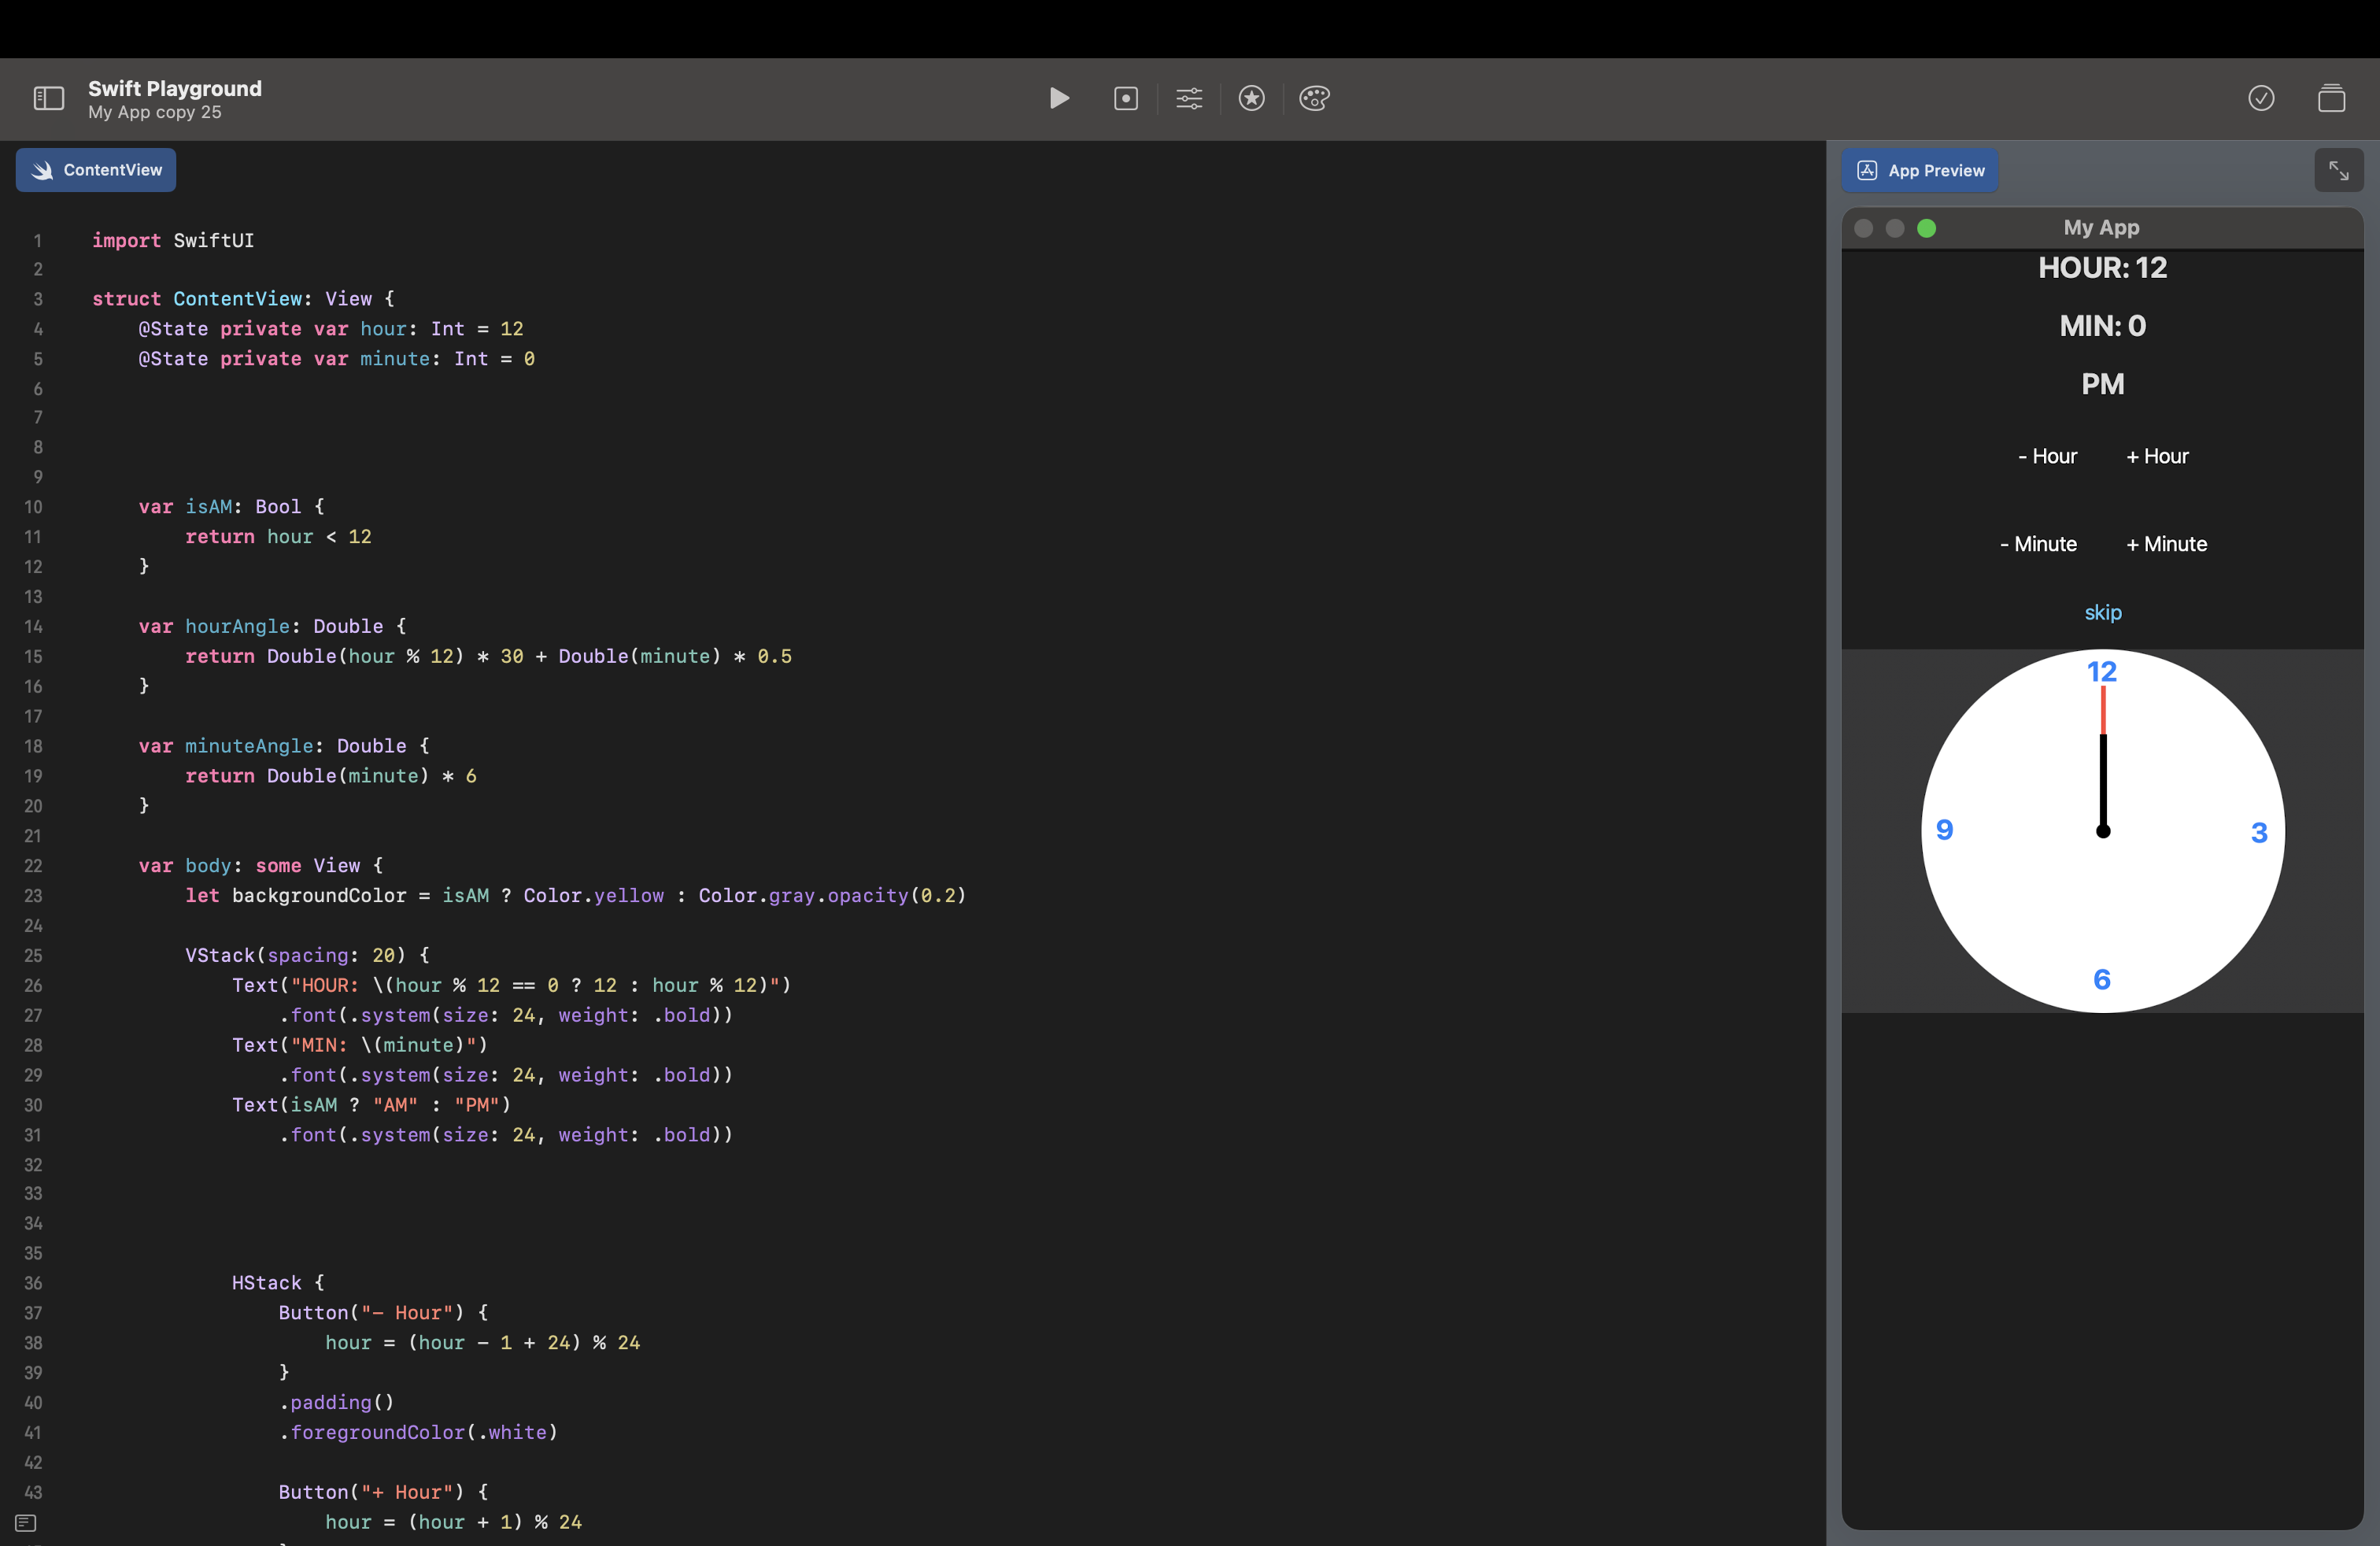 Swift Playground
My App copy 25
ContentView
1 import SwiftUI
2
3 struct ContentView: View {
4     @State private var hour: Int = 12
5     @State private var minute: Int = 0
6
7
8
9
10     var isAM: Bool {
11         return hour < 12
12     }
13
14     var hourAngle: Double {
15         return Double(hour % 12) * 30 + Double(minute) * 0.5
16     }
17
18     var minuteAngle: Double {
19         return Double(minute) * 6
20     }
21
22     var body: some View {
23         let backgroundColor = isAM ? Color.yellow : Color.gray.opacity(0.2)
24
25         VStack(spacing: 20) {
26             Text("HOUR: \(hour % 12 == 0 ? 12 : hour % 12)")
27                 .font(.system(size: 24, weight: .bold))
28             Text("MIN: \(minute)")
29                 .font(.system(size: 24, weight: .bold))
30             Text(isAM ? "AM" : "PM")
31                 .font(.system(size: 24, weight: .bold))
32
33
34
35
36             HStack {
37                 Button("– Hour") {
38                     hour = (hour - 1 + 24) % 24
39                 }
40                 .padding()
41                 .foregroundColor(.white)
42
43                 Button("+ Hour") {
                    hour = (hour + 1) % 24
App Preview
My App
HOUR: 12
MIN: 0
PM
- Hour + Hour
- Minute + Minute
skip
12
9 3
6